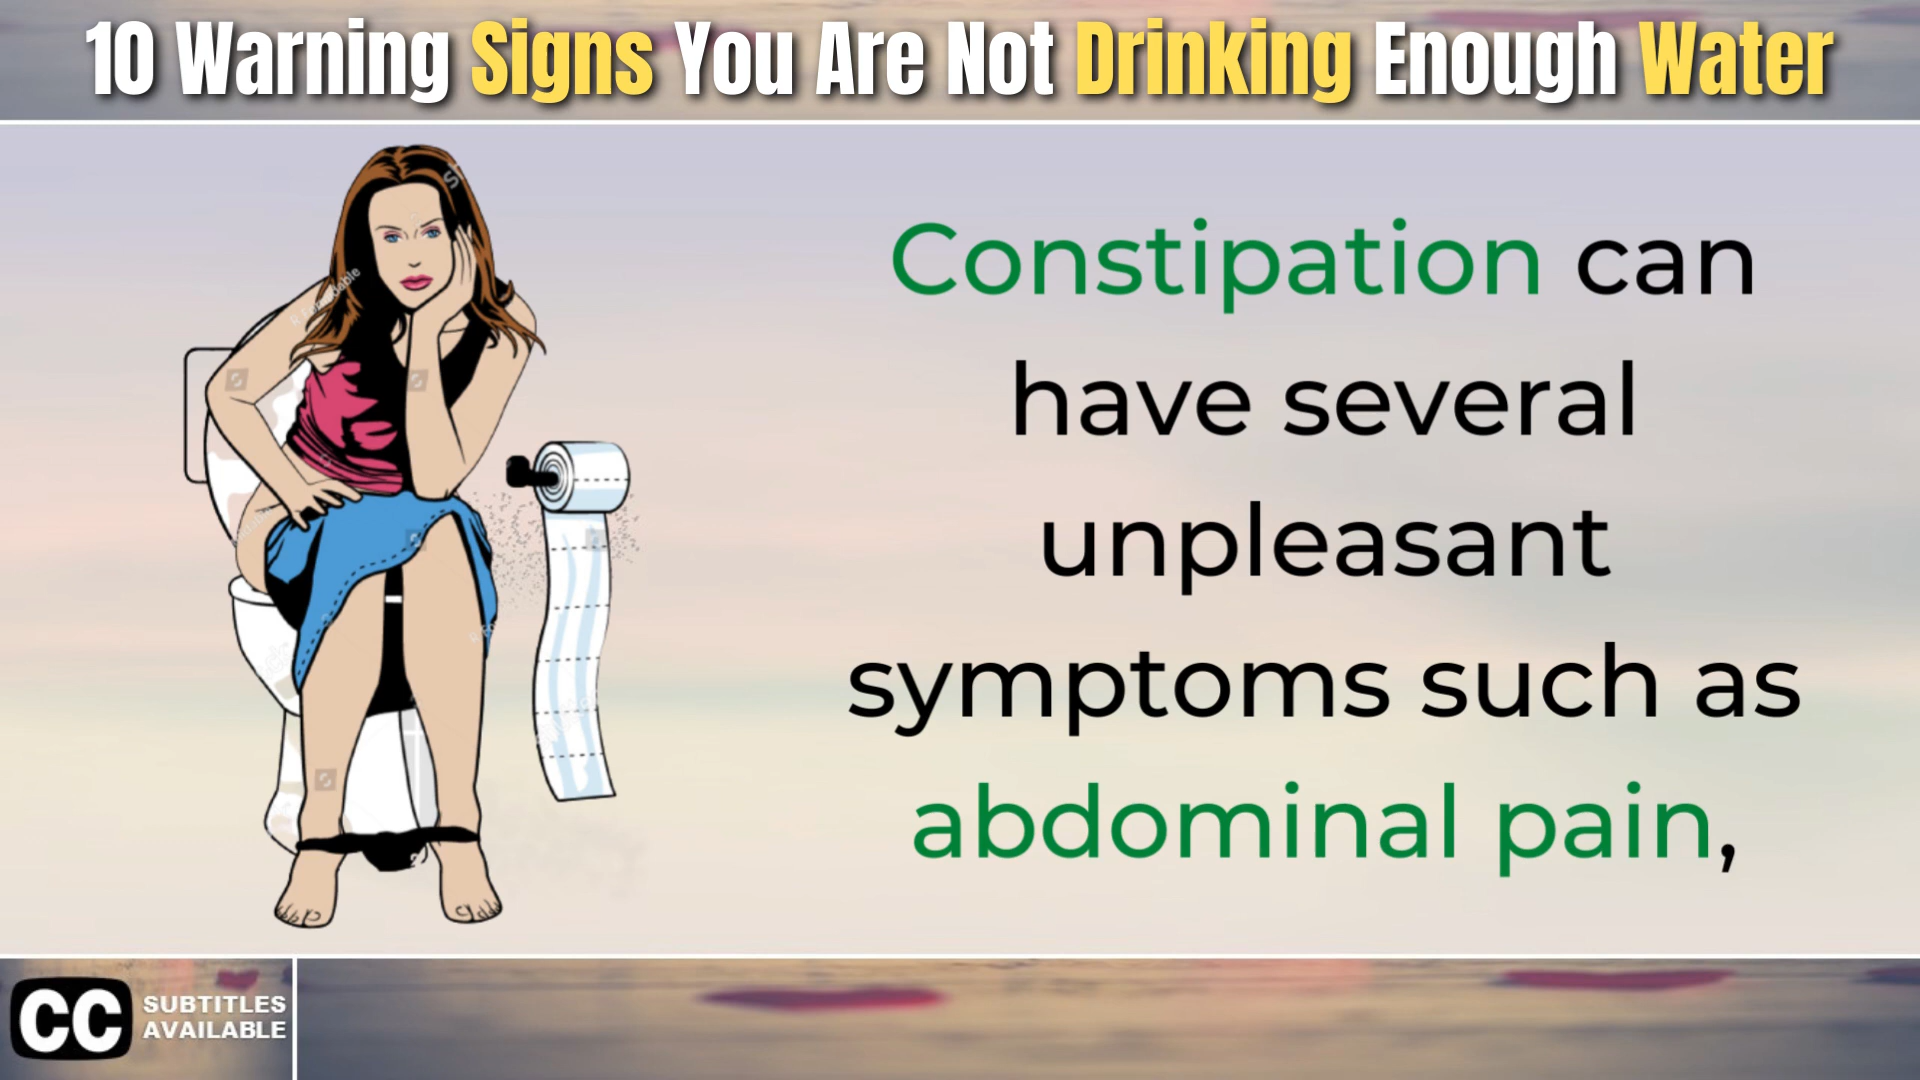 10 Warning Signs You Are Not Drinking Enough Water
Constipation can
have several
unpleasant
symptoms such as
abdominal pain,
CC
SUBTITLES
AVAILABLE